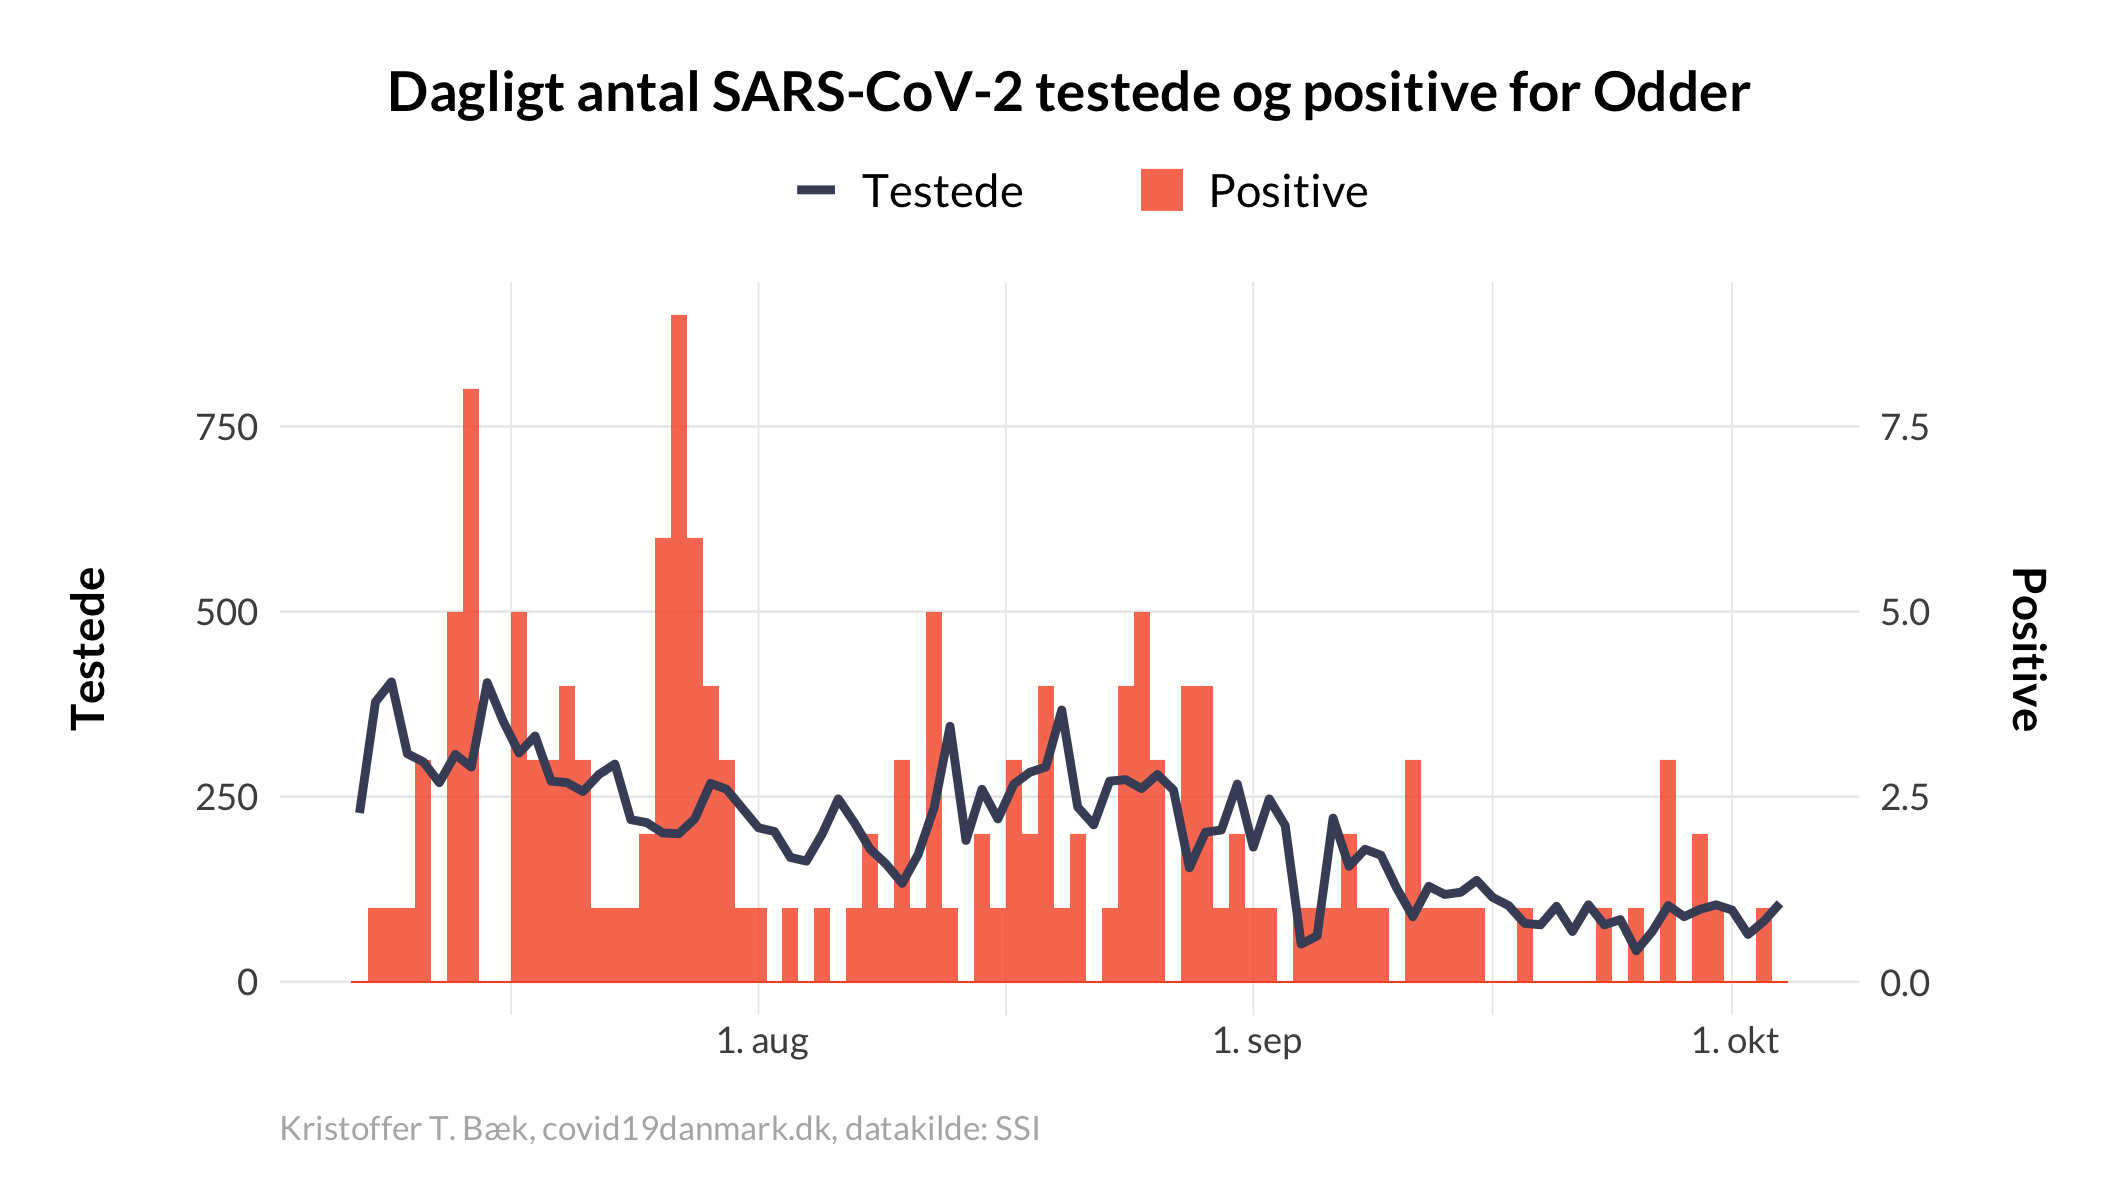 Dagligt antal SARS-CoV-2 testede og positive for Odder
Testede Positive
750 7.5
500 5.0
250 2.5
0 0.0
Testede
Positive
1. aug 1. sep 1. okt
Kristoffer T. Bæk, covid19danmark.dk, datakilde: SSI